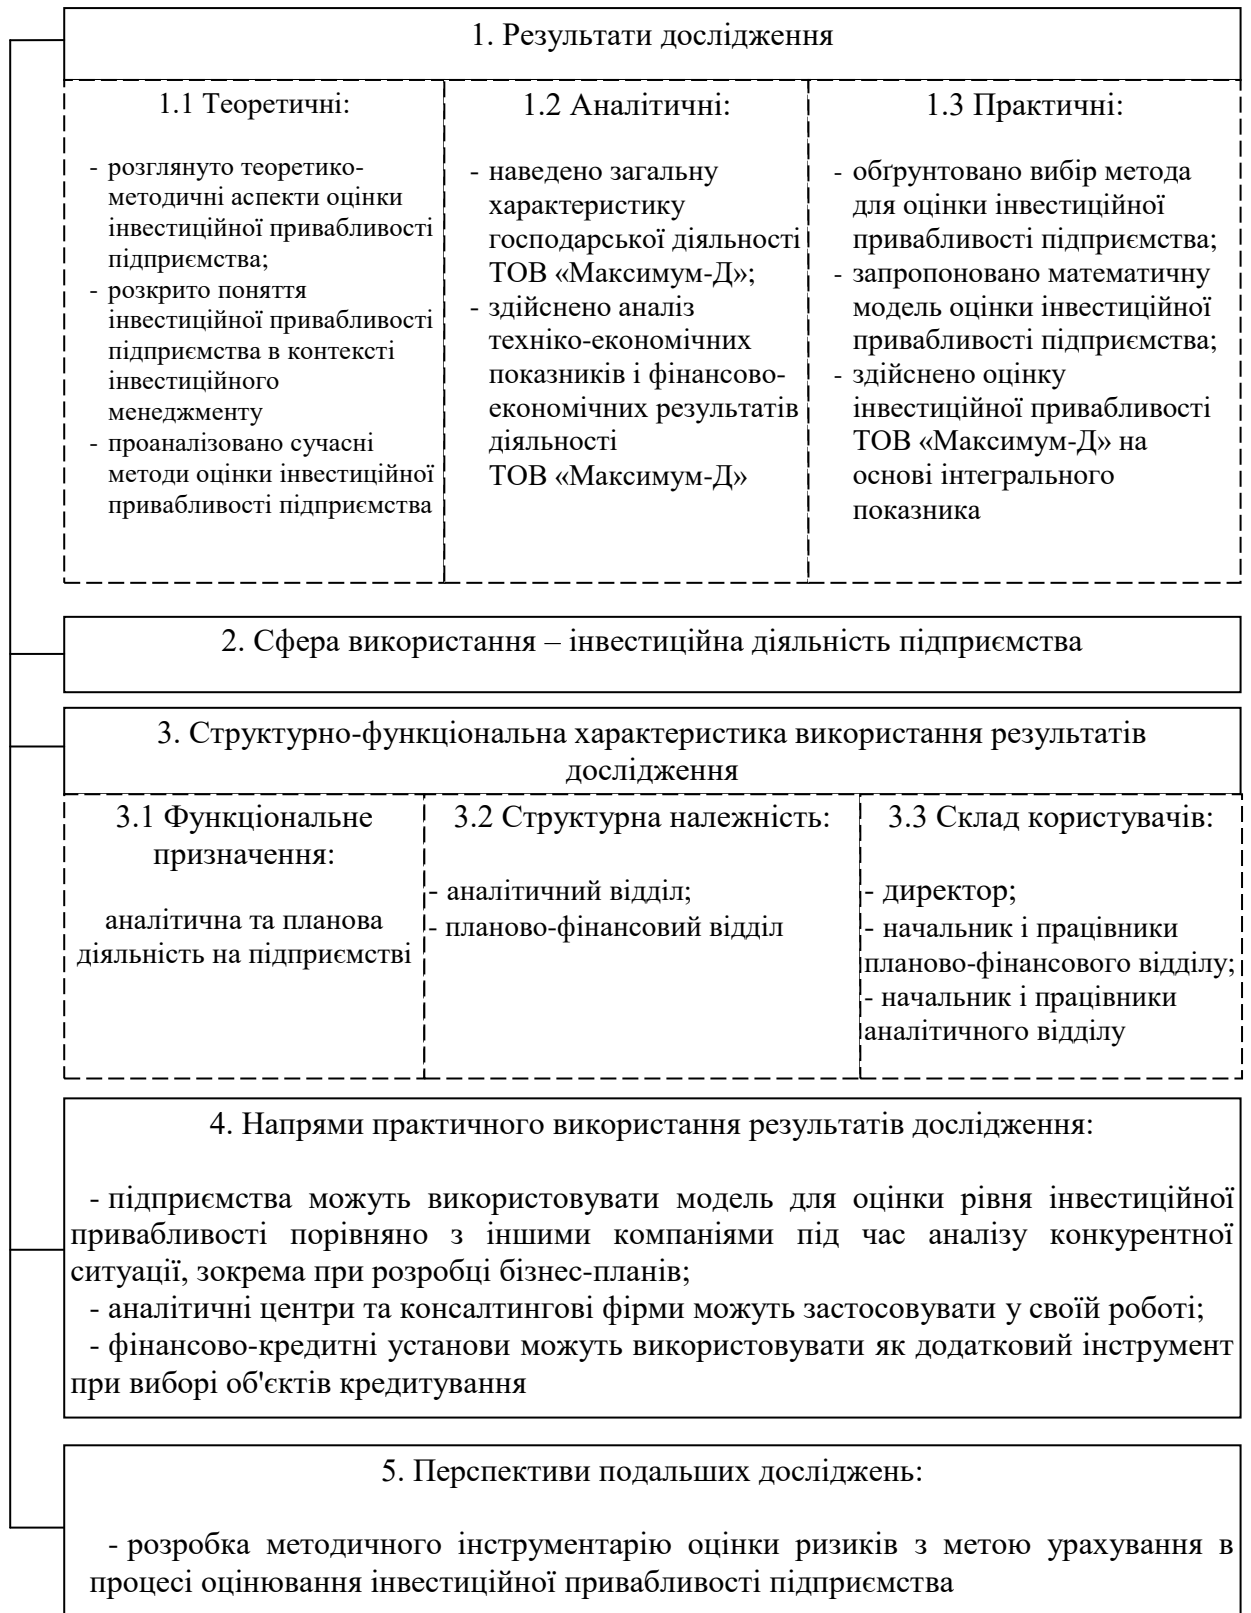 1. Результати дослідження
1.1 Теоретичні:
- розглянуто теоретико-
методичні аспекти оцінки
інвестиційної привабливості
підприємства;
- розкрито поняття
інвестиційної привабливості
підприємства в контексті
інвестиційного
менеджменту
- проаналізовано сучасні
методи оцінки інвестиційної
привабливості підприємства
1.2 Аналітичні:
- наведено загальну
характеристику
господарської діяльності
ТОВ «Максимум-Д»;
- здійснено аналіз
техніко-економічних
показників і фінансово-
економічних результатів
діяльності
ТОВ «Максимум-Д»
1.3 Практичні:
- обґрунтовано вибір метода
для оцінки інвестиційної
привабливості підприємства;
- запропоновано математичну
модель оцінки інвестиційної
привабливості підприємства;
- здійснено оцінку
інвестиційної привабливості
ТОВ «Максимум-Д» на
основі інтегрального
показника
2. Сфера використання – інвестиційна діяльність підприємства
3. Структурно-функціональна характеристика використання результатів
дослідження
3.1 Функціональне
призначення:
аналітична та планова
діяльність на підприємстві
3.2 Структурна належність:
- аналітичний відділ;
- планово-фінансовий відділ
3.3 Склад користувачів:
- директор;
- начальник і працівники
планово-фінансового відділу;
- начальник і працівники
аналітичного відділу
4. Напрями практичного використання результатів дослідження:
- підприємства можуть використовувати модель для оцінки рівня інвестиційної
привабливості порівняно з іншими компаніями під час аналізу конкурентної
ситуації, зокрема при розробці бізнес-планів;
- аналітичні центри та консалтингові фірми можуть застосовувати у своїй роботі;
- фінансово-кредитні установи можуть використовувати як додатковий інструмент
при виборі об'єктів кредитування
5. Перспективи подальших досліджень:
- розробка методичного інструментарію оцінки ризиків з метою урахування в
процесі оцінювання інвестиційної привабливості підприємства